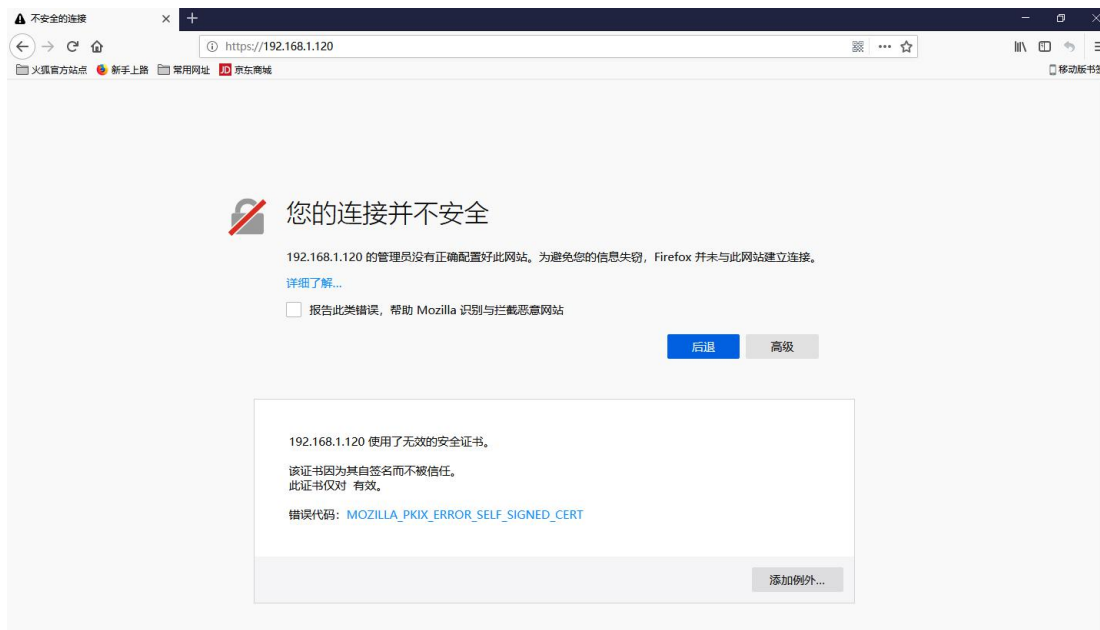 不安全的连接
https://192.168.1.120
火狐官方站点 新手上路 常用网址 JD 京东商城 移动版书签
您的连接并不安全
192.168.1.120 的管理员没有正确配置好此网站。为避免您的信息失窃，Firefox 并未与此网站建立连接。
详细了解...
报告此类错误，帮助 Mozilla 识别与拦截恶意网站
后退 高级
192.168.1.120 使用了无效的安全证书。
该证书因为其自签名而不被信任。
此证书仅对 有效。
错误代码：MOZILLA_PKIX_ERROR_SELF_SIGNED_CERT
添加例外...